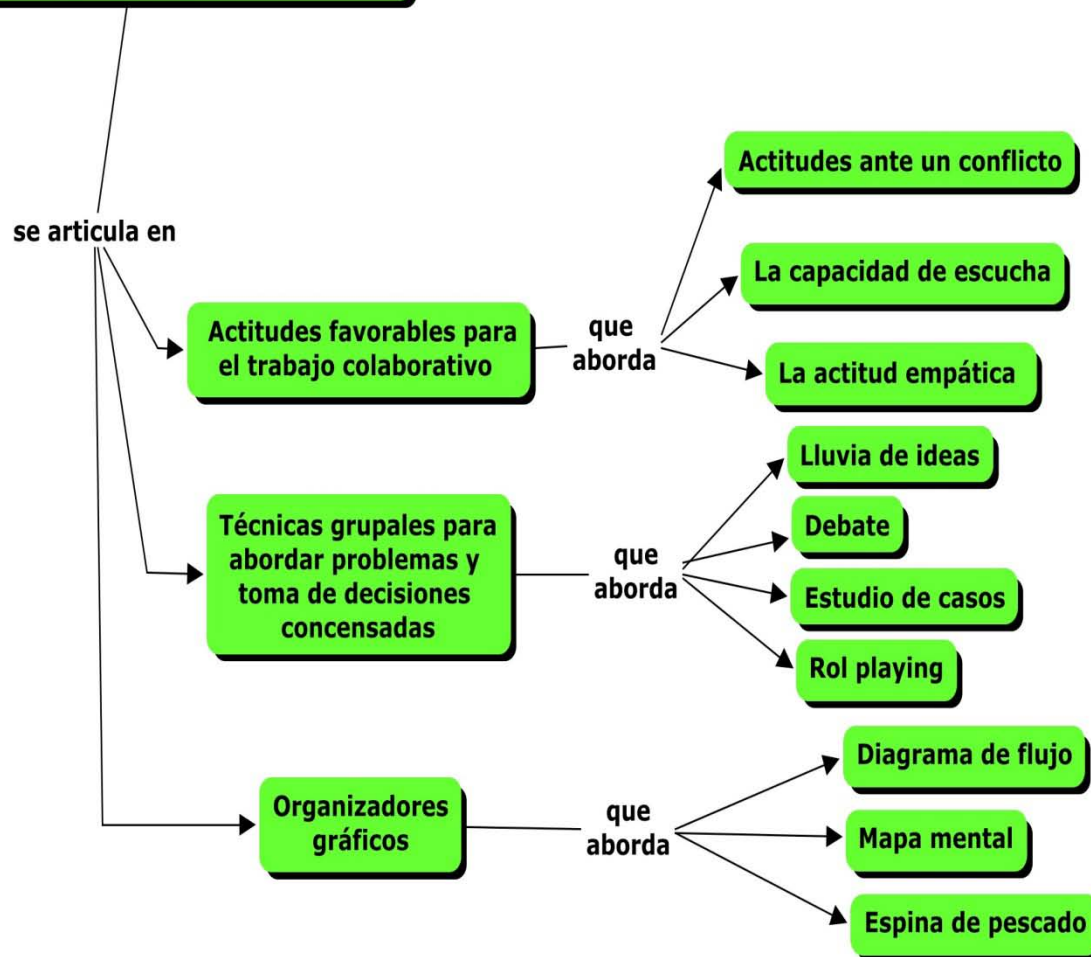 se articula en
Actitudes favorables para
el trabajo colaborativo
que
aborda
Actitudes ante un conflicto
La capacidad de escucha
La actitud empática
Técnicas grupales para
abordar problemas y
toma de decisiones
concensadas
que
aborda
Lluvia de ideas
Debate
Estudio de casos
Rol playing
Organizadores
gráficos
que
aborda
Diagrama de flujo
Mapa mental
Espina de pescado